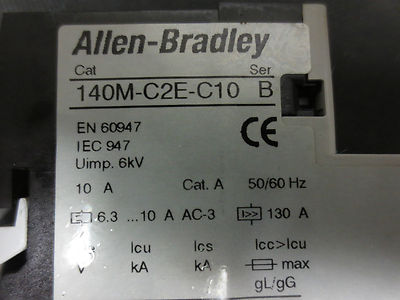 Allen-Bradley
Cat Ser
140M-C2E-C10 B
EN 60947
IEC 947
Uimp. 6kV
CE
10 A Cat. A 50/60 Hz
6.3 ...10 A AC-3 I>> 130 A
Icu Ics Icc>Icu
V kA kA max
gL/gG